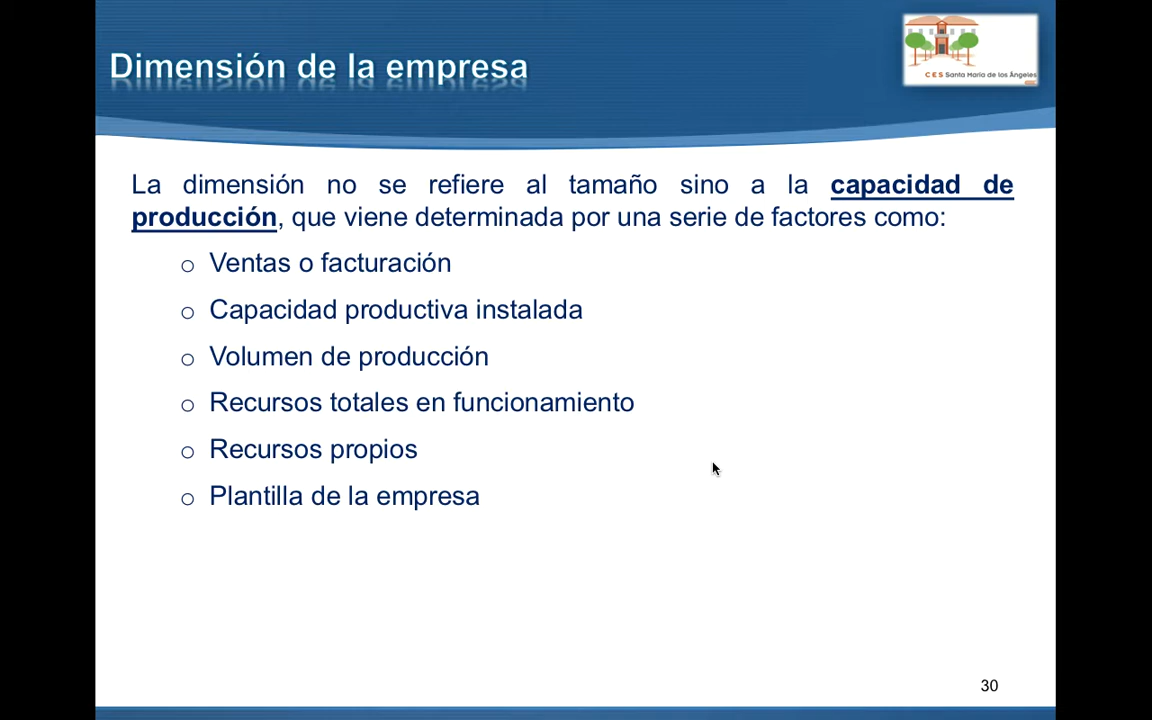 Dimensión de la empresa
C E S Santa María de los Ángeles
La dimensión no se refiere al tamaño sino a la capacidad de
producción, que viene determinada por una serie de factores como:
o Ventas o facturación
o Capacidad productiva instalada
o Volumen de producción
o Recursos totales en funcionamiento
o Recursos propios
o Plantilla de la empresa
30